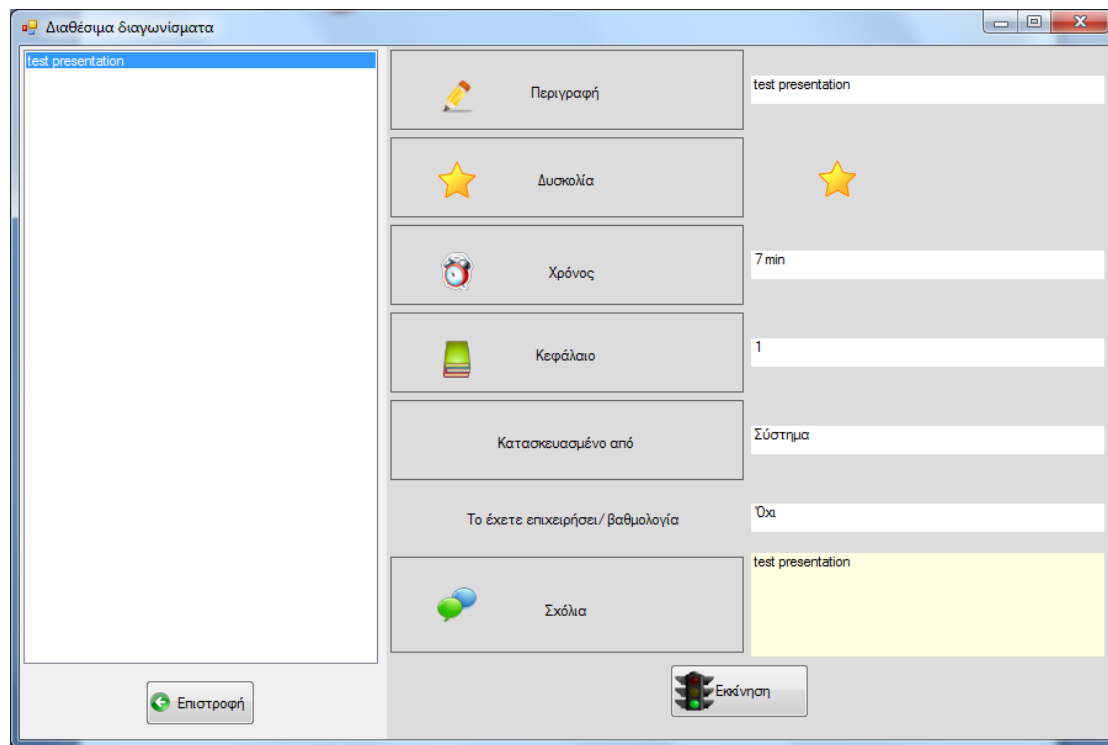 Διαθέσιμα διαγωνίσματα
test presentation
Περιγραφή
test presentation
Δυσκολία
Χρόνος
7 min
Κεφάλαιο
1
Κατασκευασμένο από
Σύστημα
Το έχετε επιχειρήσει/βαθμολογία
Όχι
Σχόλια
test presentation
Επιστροφή
Εκκίνηση